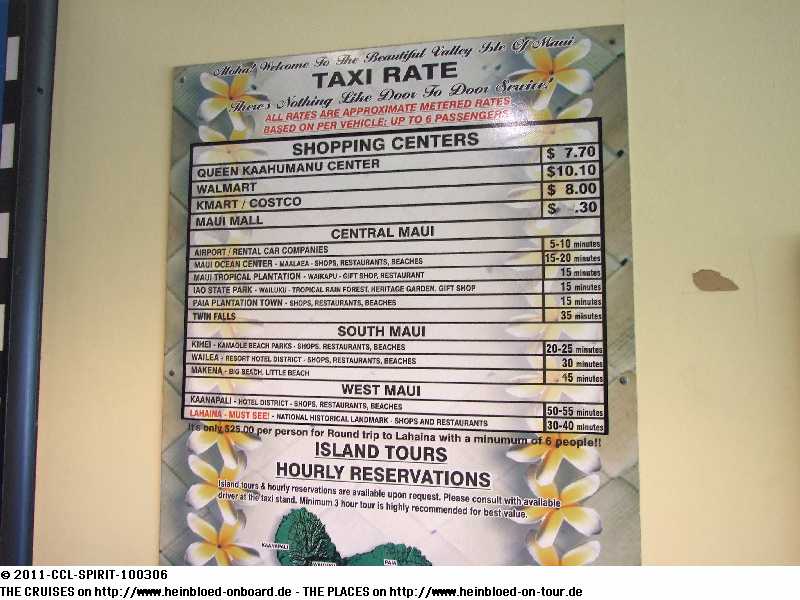 Aloha! Welcome To The Beautiful Valley Isle Of Maui
TAXI RATE
There's Nothing Like Door To Door Service!
ALL RATES ARE APPROXIMATE METERED RATES
BASED ON PER VEHICLE: UP TO 6 PASSENGERS
SHOPPING CENTERS
QUEEN KAAHUMANU CENTER $ 7.70
WALMART $10.10
KMART / COSTCO $ 8.00
MAUI MALL $ .30
CENTRAL MAUI
AIRPORT / RENTAL CAR COMPANIES 5-10 minutes
MAUI OCEAN CENTER - MAALAEA - SHOPS, RESTAURANTS, BEACHES 15-20 minutes
MAUI TROPICAL PLANTATION - WAIKAPU - GIFT SHOP, RESTAURANT 15 minutes
IAO STATE PARK - WAILUKU - TROPICAL RAIN FOREST, HERITAGE GARDEN, GIFT SHOP 15 minutes
PAIA PLANTATION TOWN - SHOPS, RESTAURANTS, BEACHES 15 minutes
TWIN FALLS 35 minutes
SOUTH MAUI
KIHEI - KAMAOLE BEACH PARKS - SHOPS, RESTAURANTS, BEACHES 20-25 minutes
WAILEA - RESORT HOTEL DISTRICT - SHOPS, RESTAURANTS, BEACHES 30 minutes
MAKENA - BIG BEACH, LITTLE BEACH 45 minutes
WEST MAUI
KAANAPALI - HOTEL DISTRICT - SHOPS, RESTAURANTS, BEACHES 50-55 minutes
LAHAINA - MUST SEE! - NATIONAL HISTORICAL LANDMARK - SHOPS AND RESTAURANTS 30-40 minutes
It's only $25.00 per person for Round trip to Lahaina with a minumum of 6 people!!
ISLAND TOURS
HOURLY RESERVATIONS
Island tours & hourly reservations are available upon request. Please consult with available
driver at the taxi stand. Minimum 3 hour tour is highly recommended for best value.
KAANAPALI
PAIA
© 2011-CCL-SPIRIT-100306
THE CRUISES on http://www.heinbloed-onboard.de - THE PLACES on http://www.heinbloed-on-tour.de